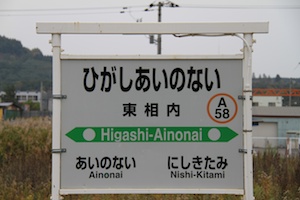 ひがしあいのない
東相内
A
58
Higashi-Ainonai
あいのない
にしきたみ
Ainonai
Nishi-Kitami